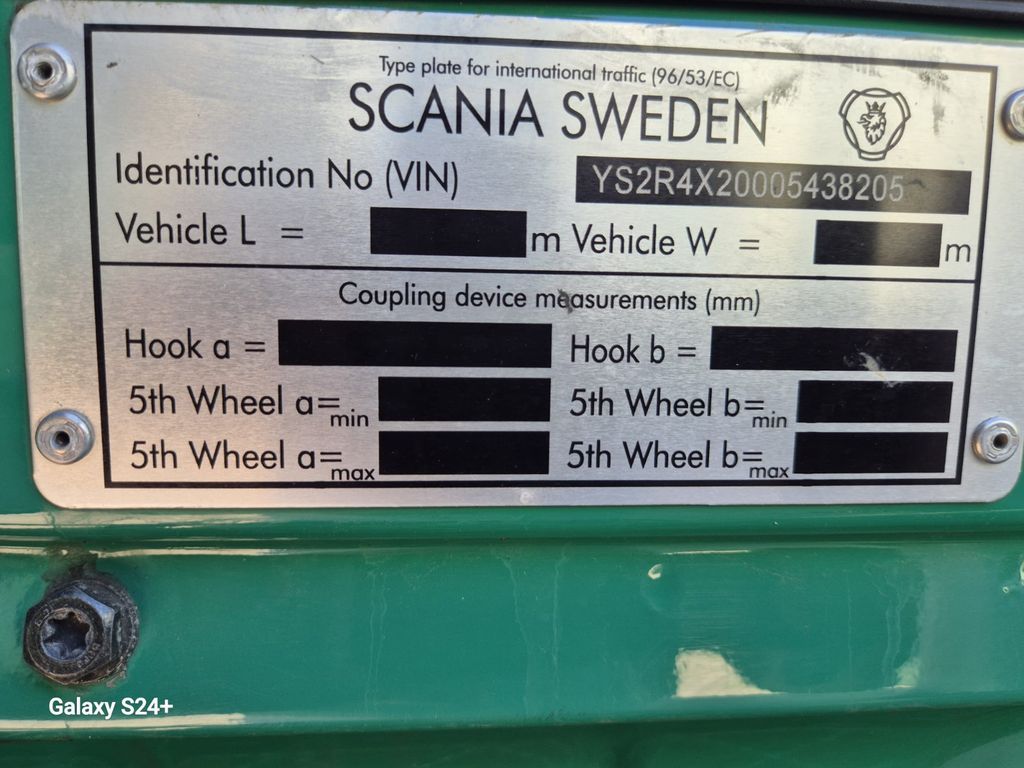 Type plate for international traffic (96/53/EC)
SCANIA SWEDEN
Identification No (VIN) YS2R4X20005438205
Vehicle L = m Vehicle W = m
Coupling device measurements (mm)
Hook a = Hook b =
5th Wheel a=min 5th Wheel b=min
5th Wheel a=max 5th Wheel b=max
Galaxy S24+